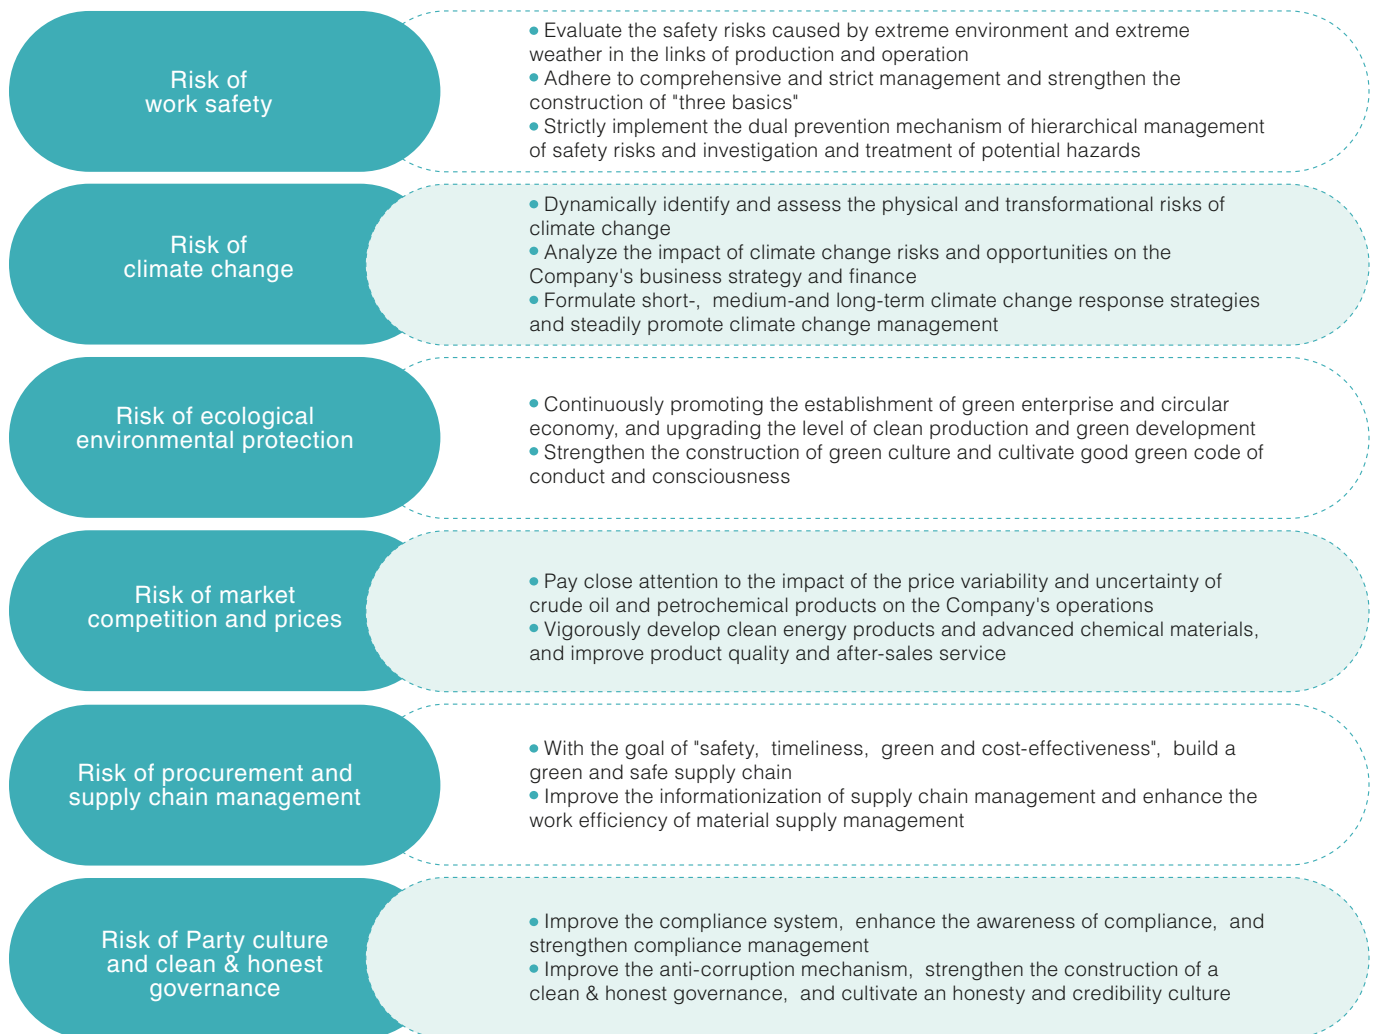 Risk of
work safety
• Evaluate the safety risks caused by extreme environment and extreme
weather in the links of production and operation
• Adhere to comprehensive and strict management and strengthen the
construction of "three basics"
• Strictly implement the dual prevention mechanism of hierarchical management
of safety risks and investigation and treatment of potential hazards
Risk of
climate change
• Dynamically identify and assess the physical and transformational risks of
climate change
• Analyze the impact of climate change risks and opportunities on the
Company's business strategy and finance
• Formulate short-, medium-and long-term climate change response strategies
and steadily promote climate change management
Risk of ecological
environmental protection
• Continuously promoting the establishment of green enterprise and circular
economy, and upgrading the level of clean production and green development
• Strengthen the construction of green culture and cultivate good green code of
conduct and consciousness
Risk of market
competition and prices
• Pay close attention to the impact of the price variability and uncertainty of
crude oil and petrochemical products on the Company's operations
• Vigorously develop clean energy products and advanced chemical materials,
and improve product quality and after-sales service
Risk of procurement and
supply chain management
• With the goal of "safety, timeliness, green and cost-effectiveness", build a
green and safe supply chain
• Improve the informationization of supply chain management and enhance the
work efficiency of material supply management
Risk of Party culture
and clean & honest
governance
• Improve the compliance system, enhance the awareness of compliance, and
strengthen compliance management
• Improve the anti-corruption mechanism, strengthen the construction of a
clean & honest governance, and cultivate an honesty and credibility culture